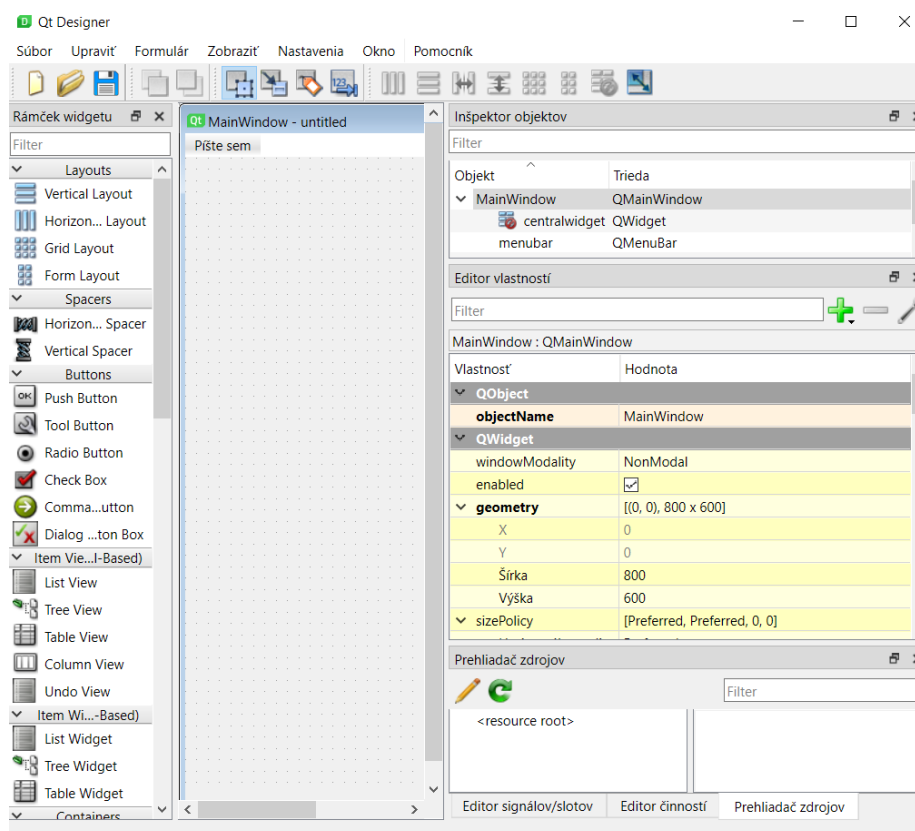 Qt Designer
Súbor Upraviť Formulár Zobraziť Nastavenia Okno Pomocník
123
Rámček widgetu
Filter
Layouts
Vertical Layout
Horizon... Layout
Grid Layout
Form Layout
Spacers
Horizon... Spacer
Vertical Spacer
Buttons
OK Push Button
Tool Button
Radio Button
Check Box
Comma...utton
Dialog ...ton Box
Item Vie...l-Based)
List View
Tree View
Table View
Column View
Undo View
Item Wi...-Based)
List Widget
Tree Widget
Table Widget
Containers
Qt MainWindow - untitled
Píšte sem
Inšpektor objektov
Filter
Objekt Trieda
MainWindow QMainWindow
centralwidget QWidget
menubar QMenuBar
Editor vlastností
Filter
MainWindow : QMainWindow
Vlastnosť Hodnota
QObject
objectName MainWindow
QWidget
windowModality NonModal
enabled
geometry [(0, 0), 800 x 600]
X 0
Y 0
Šírka 800
Výška 600
sizePolicy [Preferred, Preferred, 0, 0]
Prehliadač zdrojov
Filter
<resource root>
Editor signálov/slotov Editor činností Prehliadač zdrojov